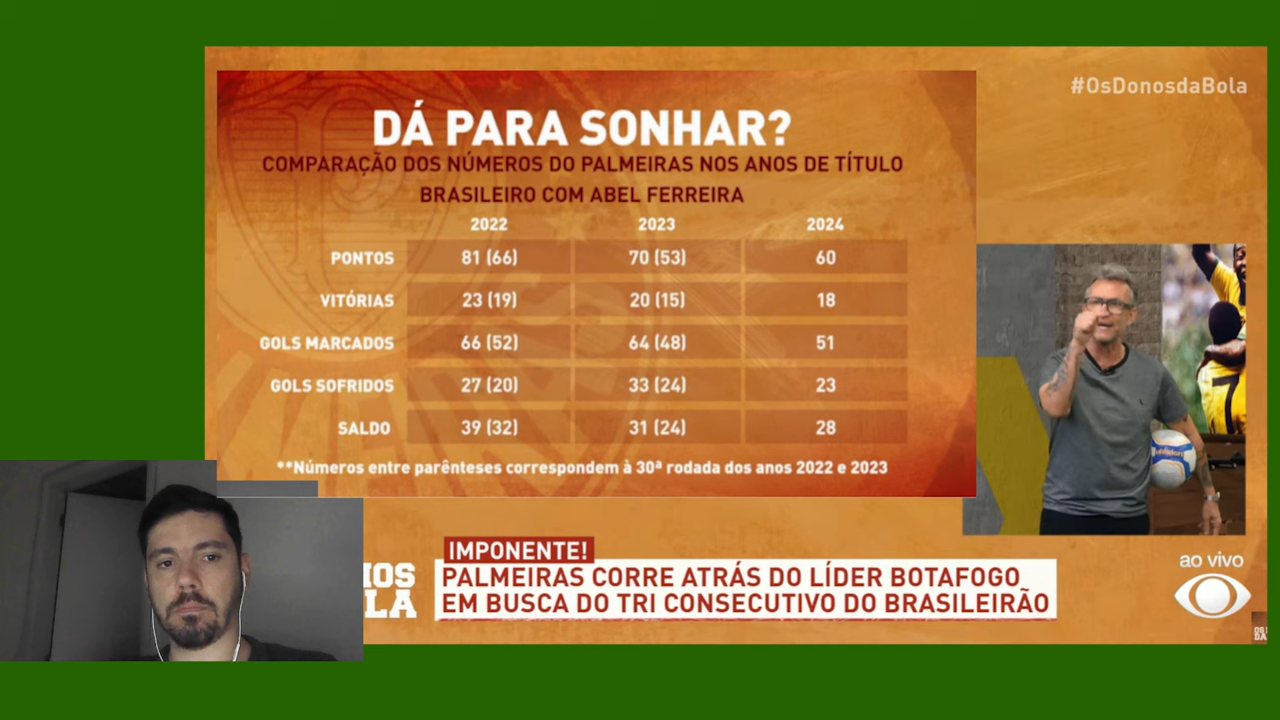 #OsDonosdaBola
DÁ PARA SONHAR?
COMPARAÇÃO DOS NÚMEROS DO PALMEIRAS NOS ANOS DE TÍTULO
BRASILEIRO COM ABEL FERREIRA
2022 2023 2024
PONTOS 81 (66) 70 (53) 60
VITÓRIAS 23 (19) 20 (15) 18
GOLS MARCADOS 66 (52) 64 (48) 51
GOLS SOFRIDOS 27 (20) 33 (24) 23
SALDO 39 (32) 31 (24) 28
**Números entre parênteses correspondem à 30ª rodada dos anos 2022 e 2023
7
IMPONENTE!
PALMEIRAS CORRE ATRÁS DO LÍDER BOTAFOGO
EM BUSCA DO TRI CONSECUTIVO DO BRASILEIRÃO
ao vivo